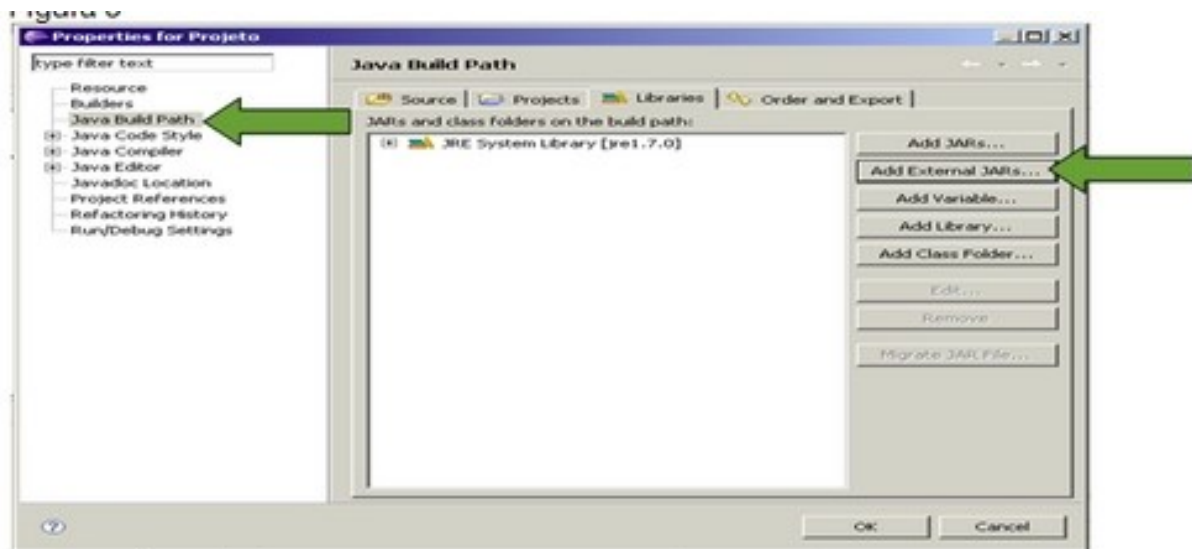 Properties for Projeto
type filter text
Resource
Builders
Java Build Path
Java Code Style
Java Compiler
Java Editor
Javadoc Location
Project References
Refactoring History
Run/Debug Settings
Java Build Path
Source
Projects
Libraries
Order and Export
JARs and class folders on the build path:
JRE System Library [jre1.7.0]
Add JARs...
Add External JARs...
Add Variable...
Add Library...
Add Class Folder...
Edit...
Remove
Migrate JAR File...
OK
Cancel